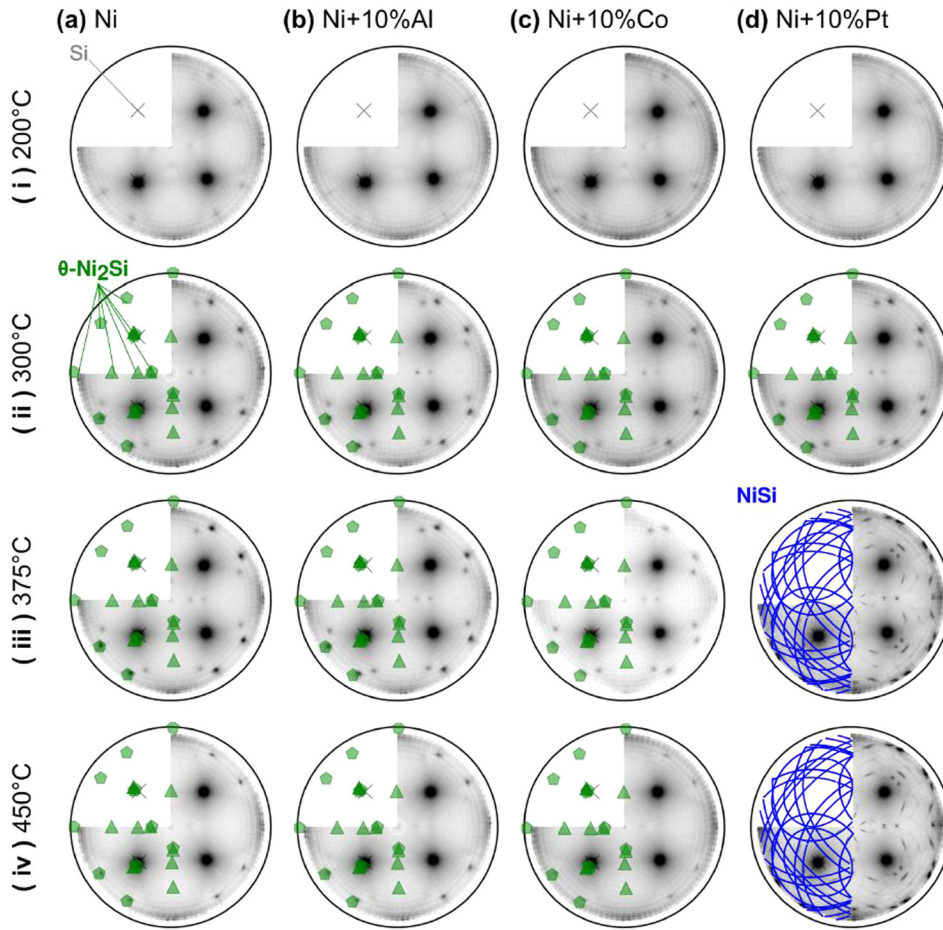 (a) Ni (b) Ni+10%Al (c) Ni+10%Co (d) Ni+10%Pt
Si
( i ) 200°C
θ-Ni₂Si
( ii ) 300°C
NiSi
( iii ) 375°C
( iv ) 450°C